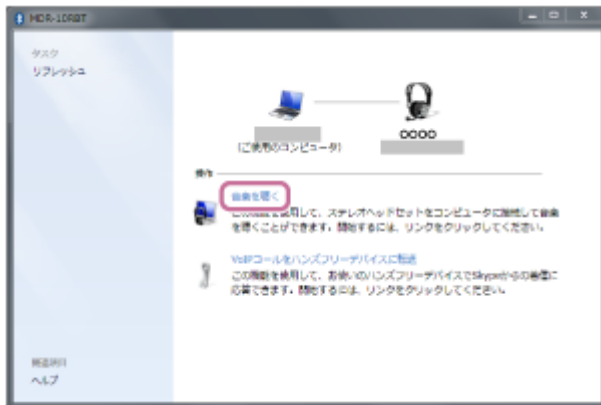 MDR-10RBT
タスク
リフレッシュ
(ご使用のコンピュータ)
OOOO
操作
音楽を聴く
この機能を使用して、ステレオヘッドセットをコンピュータに接続して音楽
を聴くことができます。開始するには、リンクをクリックしてください。
VoIPコールをハンズフリーデバイスに転送
この機能を使用して、お使いのハンズフリーデバイスでSkypeからの着信に
応答できます。開始するには、リンクをクリックしてください。
関連項目
ヘルプ